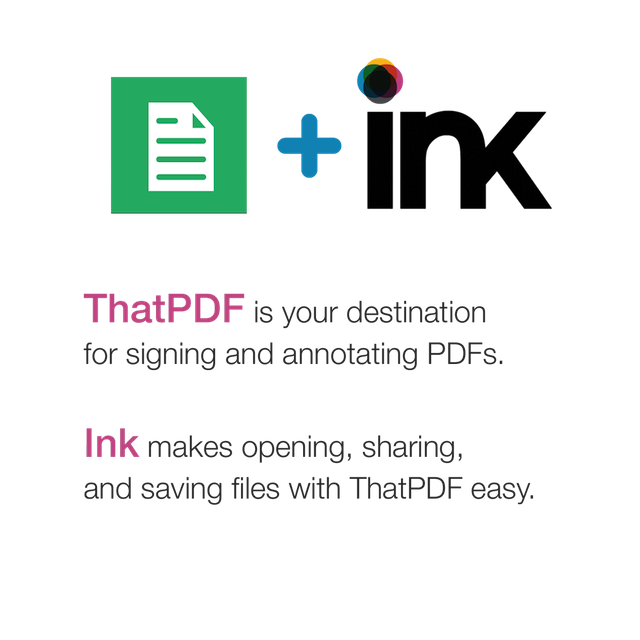 + ink
ThatPDF is your destination
for signing and annotating PDFs.
Ink makes opening, sharing,
and saving files with ThatPDF easy.